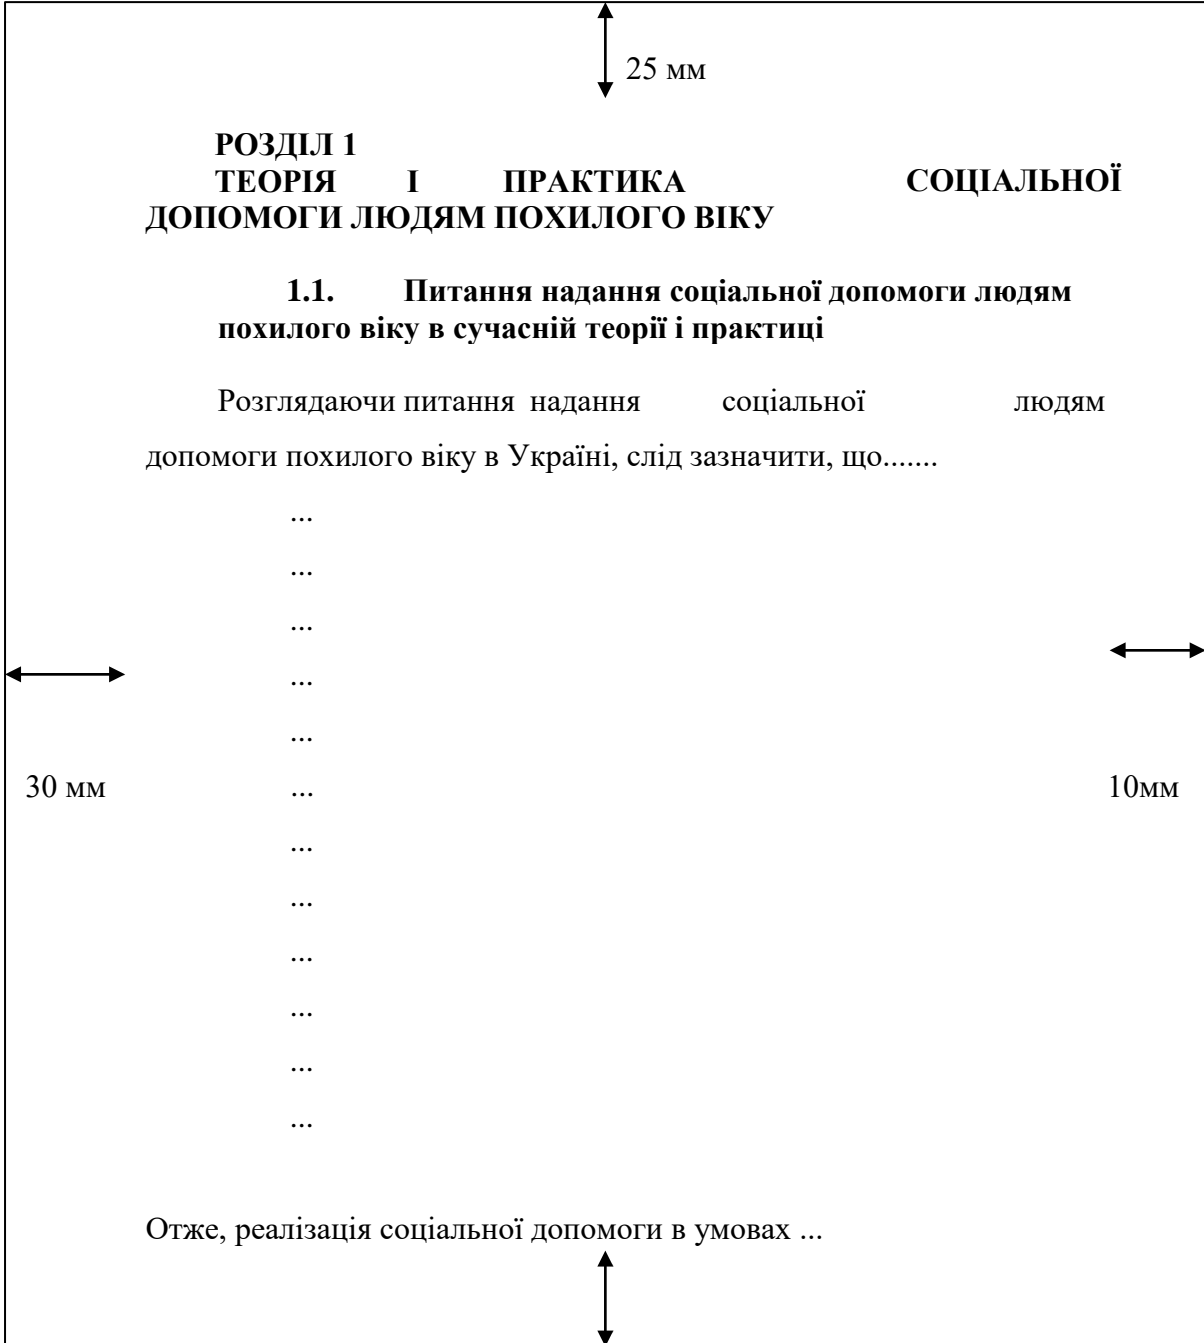 25 мм
РОЗДІЛ 1
ТЕОРІЯ І ПРАКТИКА СОЦІАЛЬНОЇ
ДОПОМОГИ ЛЮДЯМ ПОХИЛОГО ВІКУ
1.1. Питання надання соціальної допомоги людям
похилого віку в сучасній теорії і практиці
Розглядаючи питання надання соціальної людям
допомоги похилого віку в Україні, слід зазначити, що.......
...
...
...
...
...
30 мм ... 10мм
...
...
...
...
...
...
Отже, реалізація соціальної допомоги в умовах ...